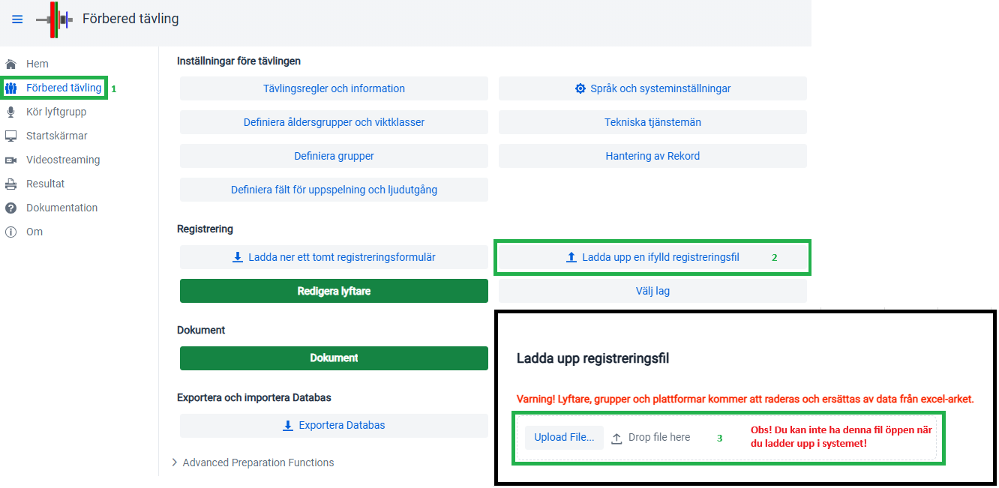 Förbered tävling
Hem
Förbered tävling 1
Kör lyftgrupp
Startskärmar
Videostreaming
Resultat
Dokumentation
Om
Inställningar före tävlingen
Tävlingsregler och information
Språk och systeminställningar
Definiera åldersgrupper och viktklasser
Tekniska tjänstemän
Definiera grupper
Hantering av Rekord
Definiera fält för uppspelning och ljudutgång
Registrering
Ladda ner ett tomt registreringsformulär
Ladda upp en ifylld registreringsfil 2
Redigera lyftare
Välj lag
Dokument
Dokument
Exportera och importera Databas
Exportera Databas
Advanced Preparation Functions
Ladda upp registreringsfil
Varning! Lyftare, grupper och plattformar kommer att raderas och ersättas av data från excel-arket.
Upload File... Drop file here 3
Obs! Du kan inte ha denna fil öppen när
du ladder upp i systemet!